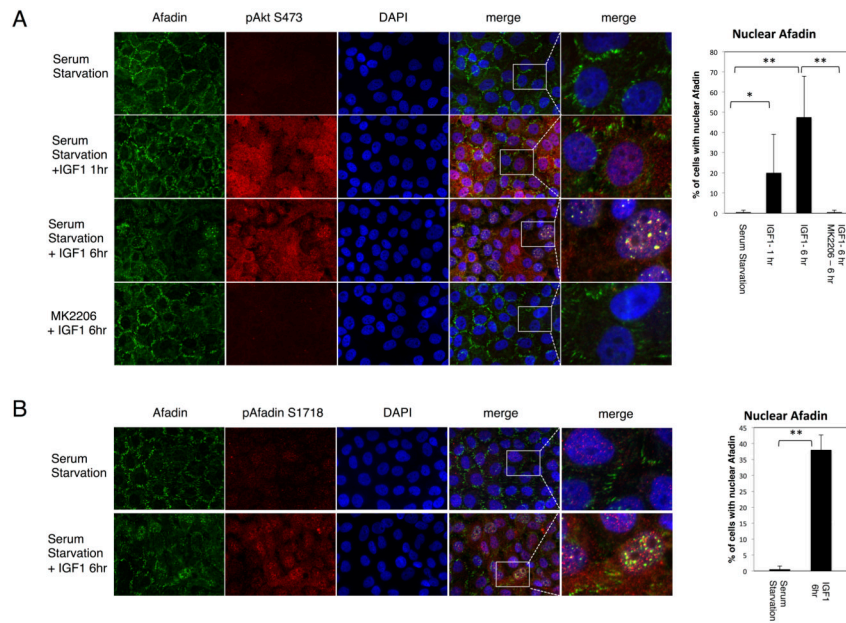 A
Afadin
pAkt S473
DAPI
merge
merge
Serum
Starvation
Serum
Starvation
+IGF1 1hr
Serum
Starvation
+ IGF1 6hr
MK2206
+ IGF1 6hr
Nuclear Afadin
% of cells with nuclear Afadin
80
70
60
50
40
30
20
10
0
*
**
**
Serum Starvation
IGF1- 1 hr
IGF1- 6 hr
IGF1- 6 hr
MK2206 – 6 hr
B
Afadin
pAfadin S1718
DAPI
merge
merge
Serum
Starvation
Serum
Starvation
+ IGF1 6hr
Nuclear Afadin
% of cells with nuclear Afadin
45
40
35
30
25
20
15
10
5
0
**
Serum
Starvation
IGF1
6hr